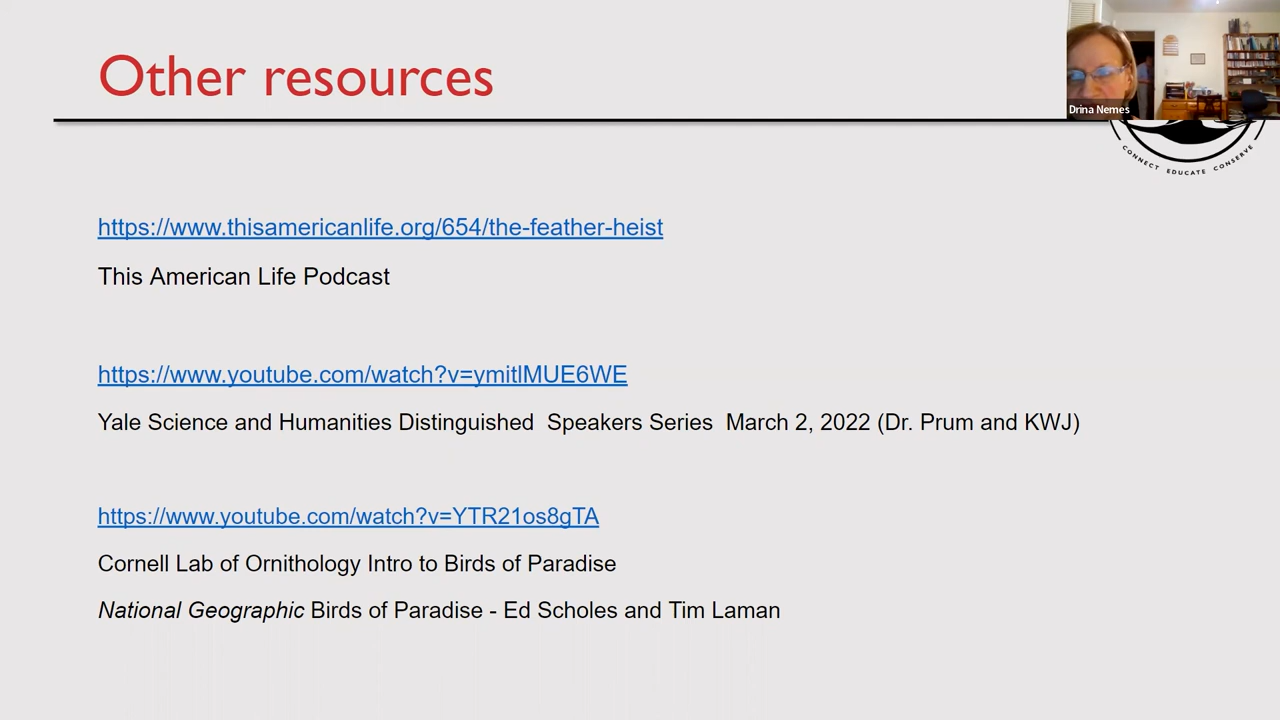 Other resources
Drina Nemes
CONNECT EDUCATE CONSERVE
https://www.thisamericanlife.org/654/the-feather-heist
This American Life Podcast
https://www.youtube.com/watch?v=ymitlMUE6WE
Yale Science and Humanities Distinguished  Speakers Series  March 2, 2022 (Dr. Prum and KWJ)
https://www.youtube.com/watch?v=YTR21os8gTA
Cornell Lab of Ornithology Intro to Birds of Paradise
National Geographic Birds of Paradise - Ed Scholes and Tim Laman